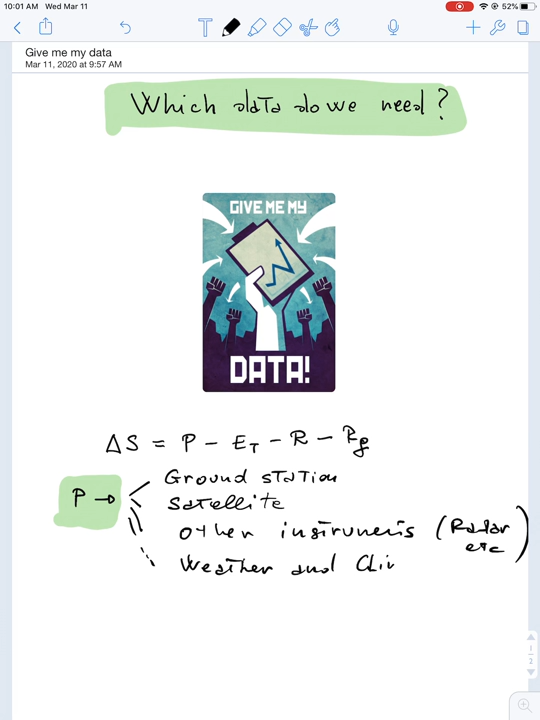 10:01 AM Wed Mar 11
52%
Give me my data
Mar 11, 2020 at 9:57 AM
Which data do we need?
GIVE ME MY
DATA!
ΔS = P - E_T - R - R_g
P → Ground station
Satellite
Other instruments (Radar etc)
Weather and Cli
1
2